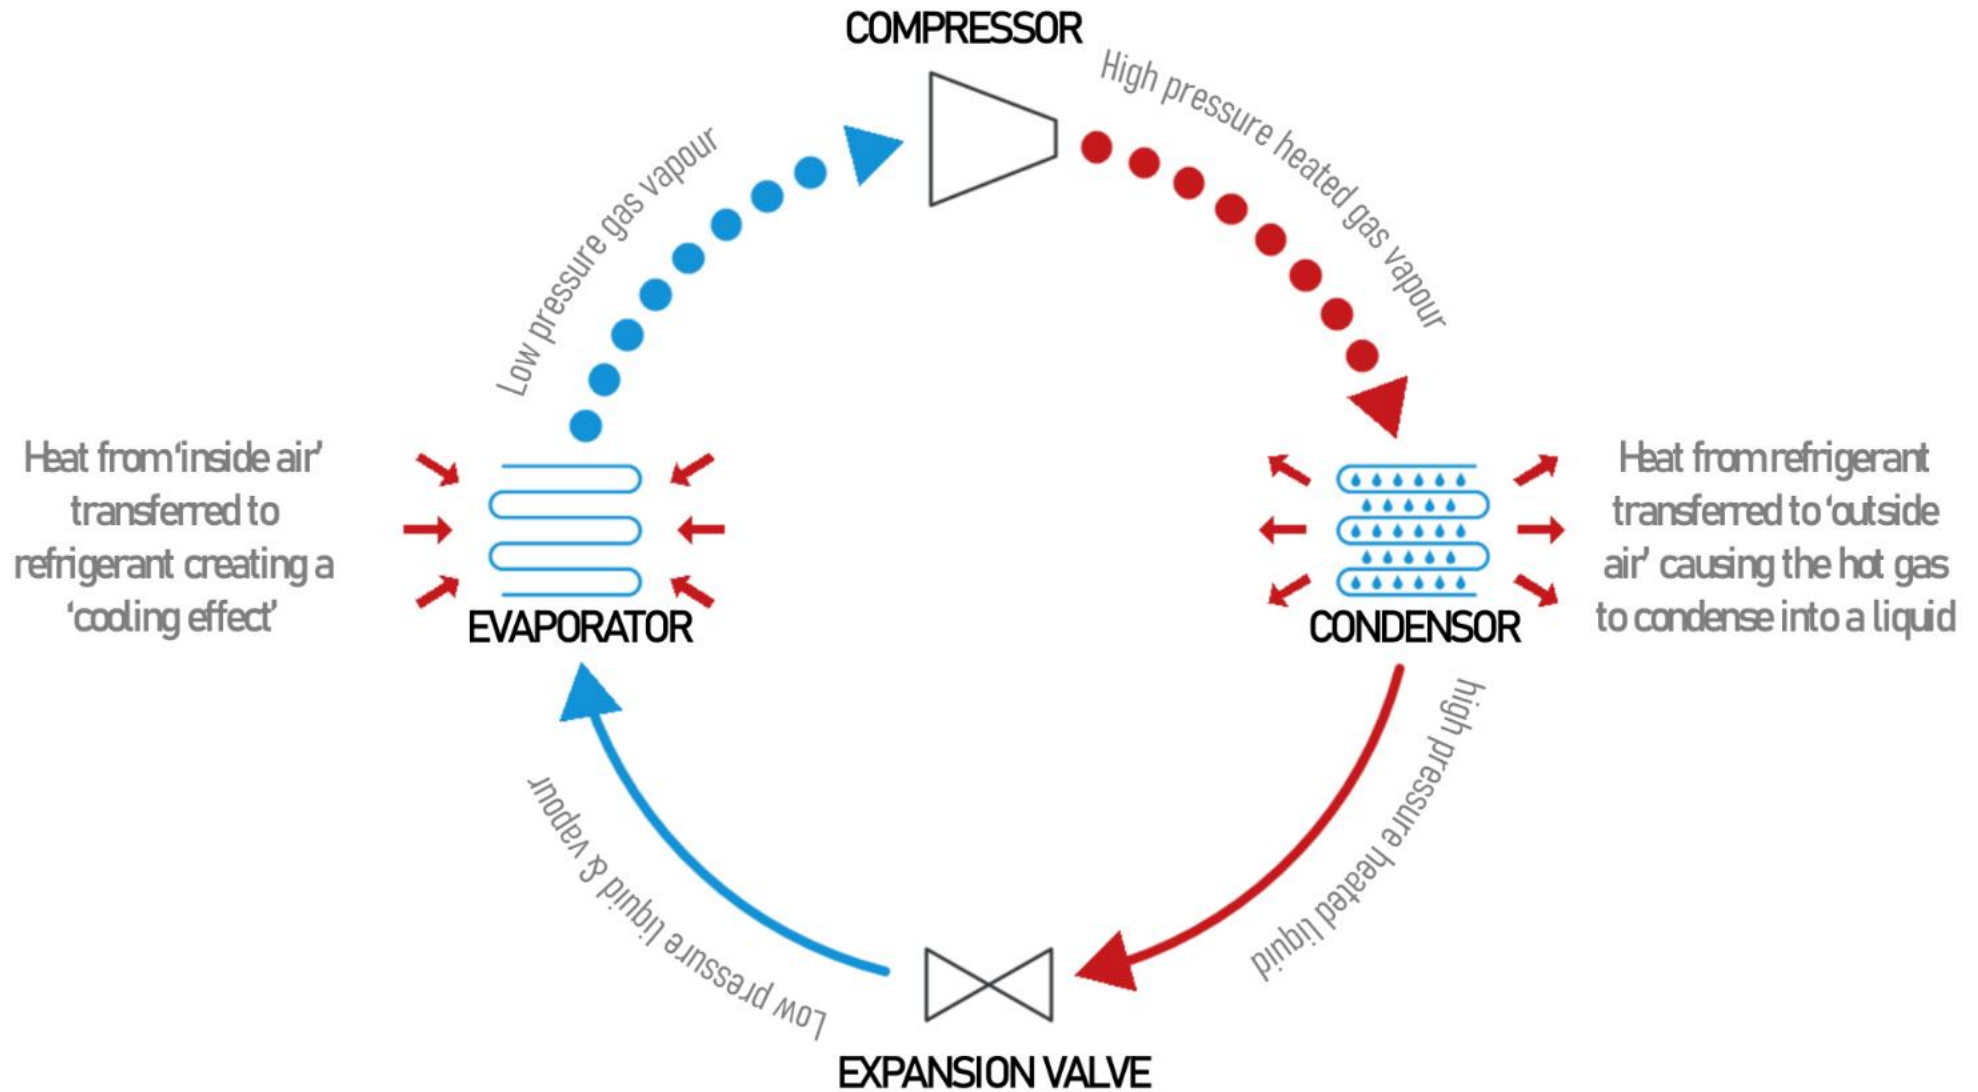 COMPRESSOR
High pressure heated gas vapour
Low pressure gas vapour
Heat from 'inside air'
transferred to
refrigerant creating a
'cooling effect'
EVAPORATOR
CONDENSOR
Heat from refrigerant
transferred to 'outside
air' causing the hot gas
to condense into a liquid
high pressure heated liquid
Low pressure liquid & vapour
EXPANSION VALVE